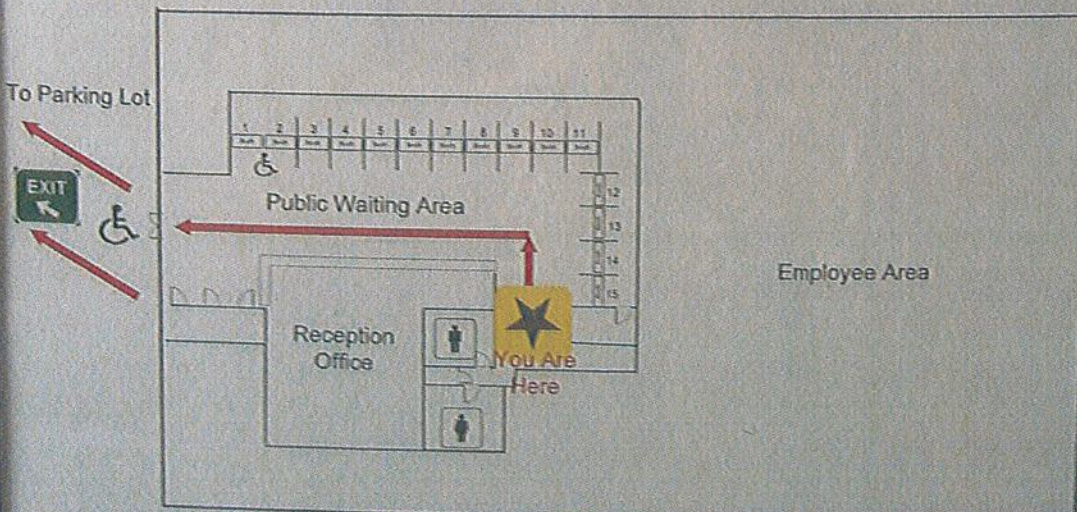 To Parking Lot
EXIT
1 2 3 4 5 6 7 8 9 10 11
12
13
14
15
Public Waiting Area
Employee Area
Reception
Office
You Are
Here